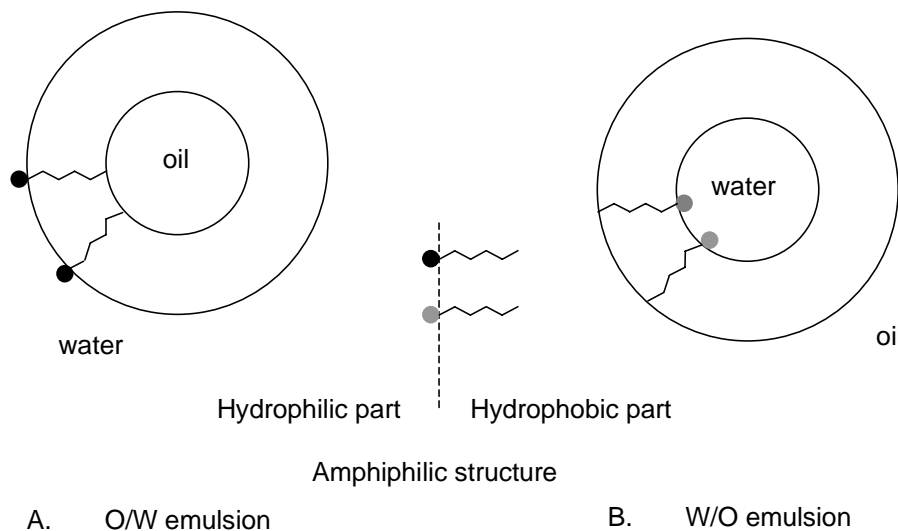 oil
water
water
oi
Hydrophilic part Hydrophobic part
Amphiphilic structure
A. O/W emulsion B. W/O emulsion